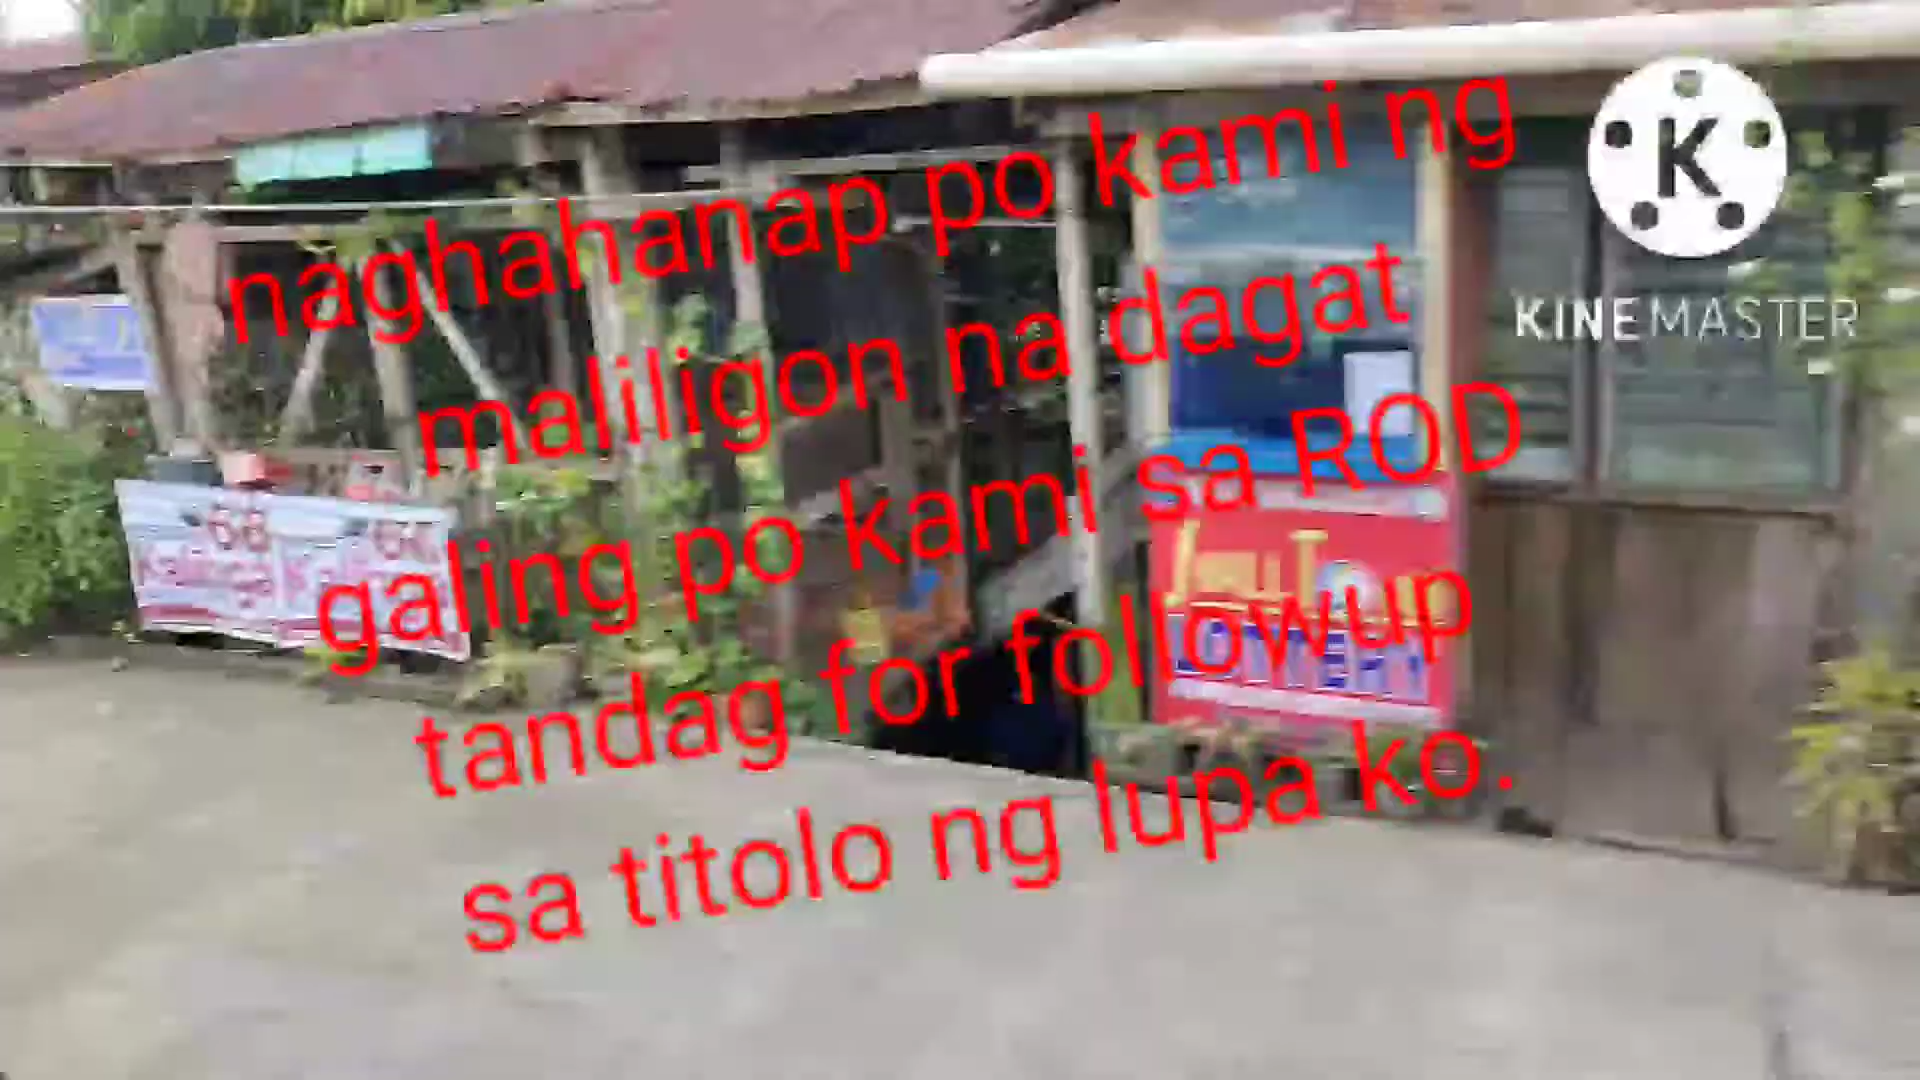 naghahanap po kami ng
maliligon na dagat
galing po kami sa ROD
tandag for followup
sa titolo ng lupa ko.
K
KINEMASTER